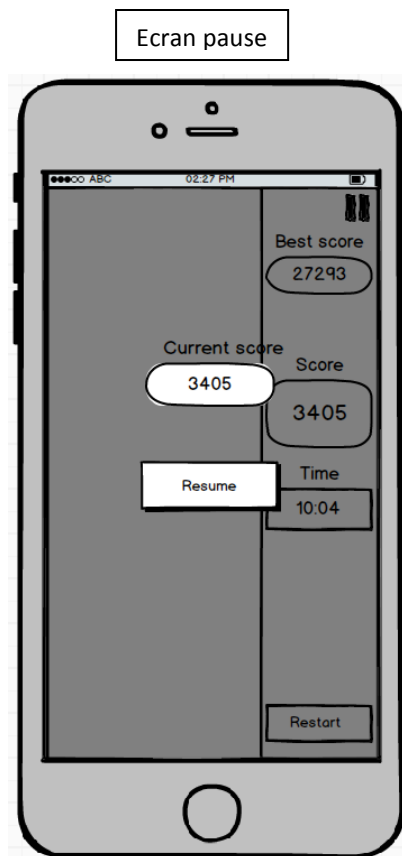 Ecran pause
ABC 02:27 PM
Best score
27293
Current score
3405
Score
3405
Resume
Time
10:04
Restart